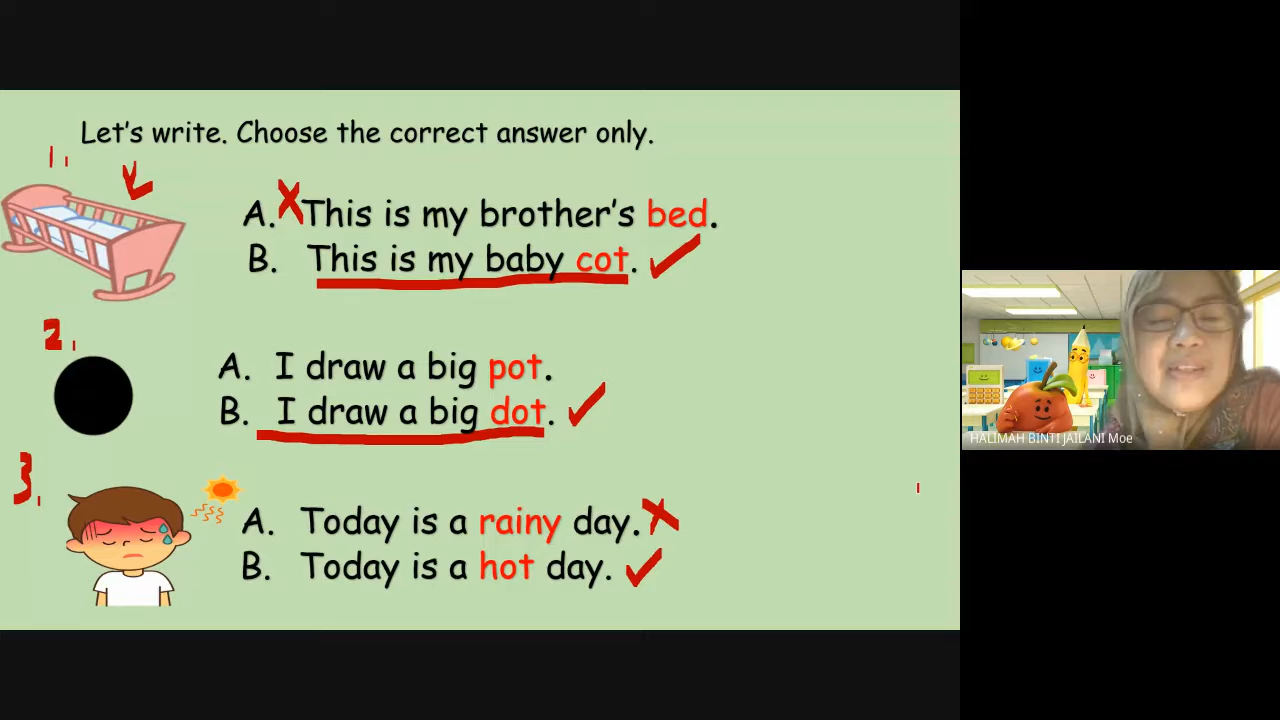 Let's write. Choose the correct answer only.
1.
A. This is my brother's bed.
B. This is my baby cot.
2.
A. I draw a big pot.
B. I draw a big dot.
3.
A. Today is a rainy day.
B. Today is a hot day.
HALIMAH BINTI JAILANI Moe